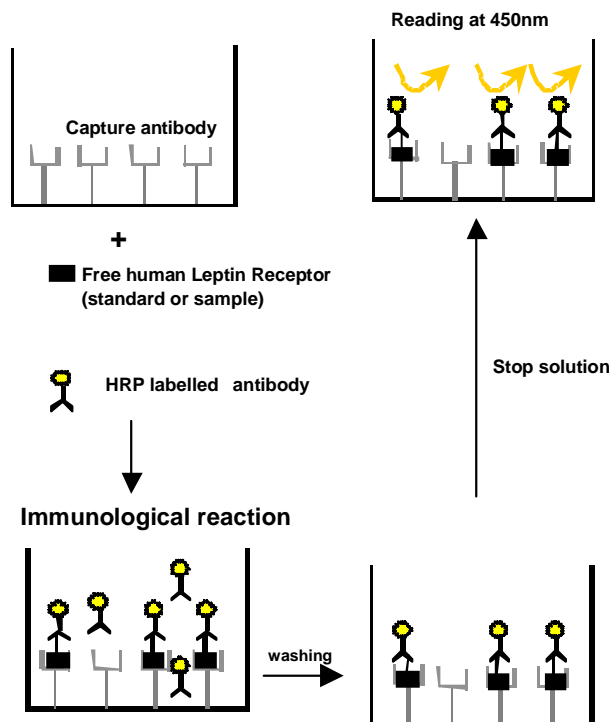 Reading at 450nm
Capture antibody
+
Free human Leptin Receptor
(standard or sample)
HRP labelled antibody
Stop solution
Immunological reaction
washing